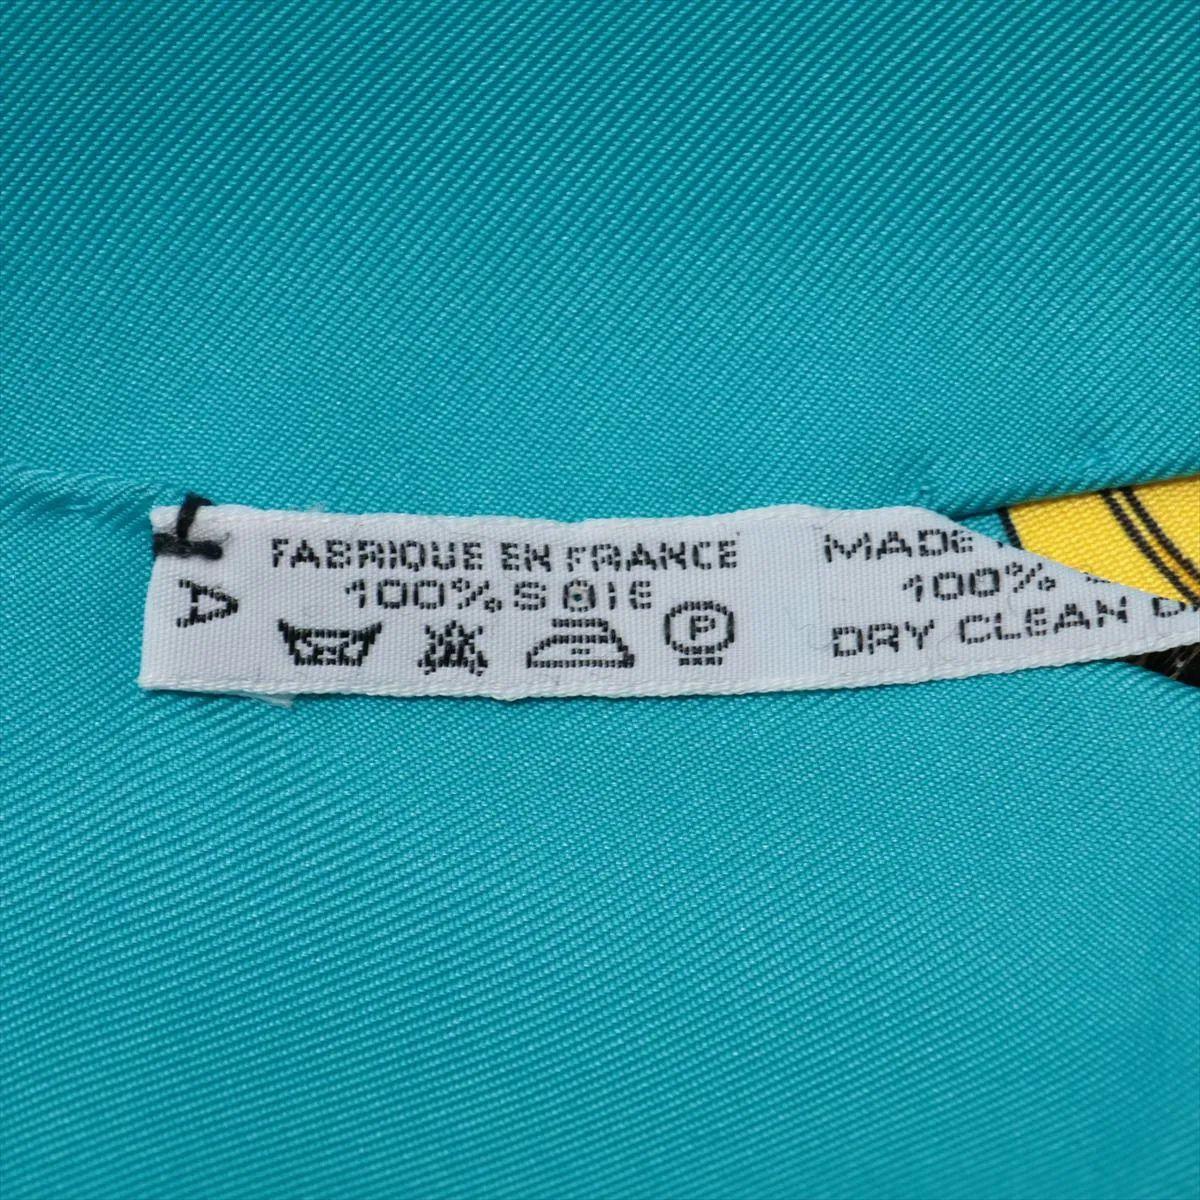 FABRIQUE EN FRANCE
100% SOIE
A
P
MADE
100%
DRY CLEAN